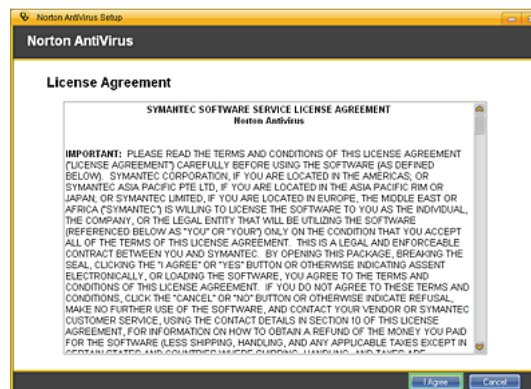 Norton AntiVirus Setup
Norton AntiVirus
License Agreement
SYMANTEC SOFTWARE SERVICE LICENSE AGREEMENT
Norton Antivirus
IMPORTANT: PLEASE READ THE TERMS AND CONDITIONS OF THIS LICENSE AGREEMENT
("LICENSE AGREEMENT") CAREFULLY BEFORE USING THE SOFTWARE (AS DEFINED
BELOW). SYMANTEC CORPORATION, IF YOU ARE LOCATED IN THE AMERICAS; OR
SYMANTEC ASIA PACIFIC PTE LTD, IF YOU ARE LOCATED IN THE ASIA PACIFIC RIM OR
JAPAN; OR SYMANTEC LIMITED, IF YOU ARE LOCATED IN EUROPE, THE MIDDLE EAST OR
AFRICA ("SYMANTEC") IS WILLING TO LICENSE THE SOFTWARE TO YOU AS THE INDIVIDUAL,
THE COMPANY, OR THE LEGAL ENTITY THAT WILL BE UTILIZING THE SOFTWARE
(REFERENCED BELOW AS "YOU" OR "YOUR") ONLY ON THE CONDITION THAT YOU ACCEPT
ALL OF THE TERMS OF THIS LICENSE AGREEMENT. THIS IS A LEGAL AND ENFORCEABLE
CONTRACT BETWEEN YOU AND SYMANTEC. BY OPENING THIS PACKAGE, BREAKING THE
SEAL, CLICKING THE "I AGREE" OR "YES" BUTTON OR OTHERWISE INDICATING ASSENT
ELECTRONICALLY, OR LOADING THE SOFTWARE, YOU AGREE TO THE TERMS AND
CONDITIONS OF THIS LICENSE AGREEMENT. IF YOU DO NOT AGREE TO THESE TERMS AND
CONDITIONS, CLICK THE "CANCEL" OR "NO" BUTTON OR OTHERWISE INDICATE REFUSAL,
MAKE NO FURTHER USE OF THE SOFTWARE, AND CONTACT YOUR VENDOR OR SYMANTEC
CUSTOMER SERVICE, USING THE CONTACT DETAILS IN SECTION 10 OF THIS LICENSE
AGREEMENT, FOR INFORMATION ON HOW TO OBTAIN A REFUND OF THE MONEY YOU PAID
FOR THE SOFTWARE (LESS SHIPPING, HANDLING, AND ANY APPLICABLE TAXES EXCEPT IN
CERTAIN STATES AND COUNTRIES WHERE SHIPPING, HANDLING, AND TAXES ARE
I Agree
Cancel